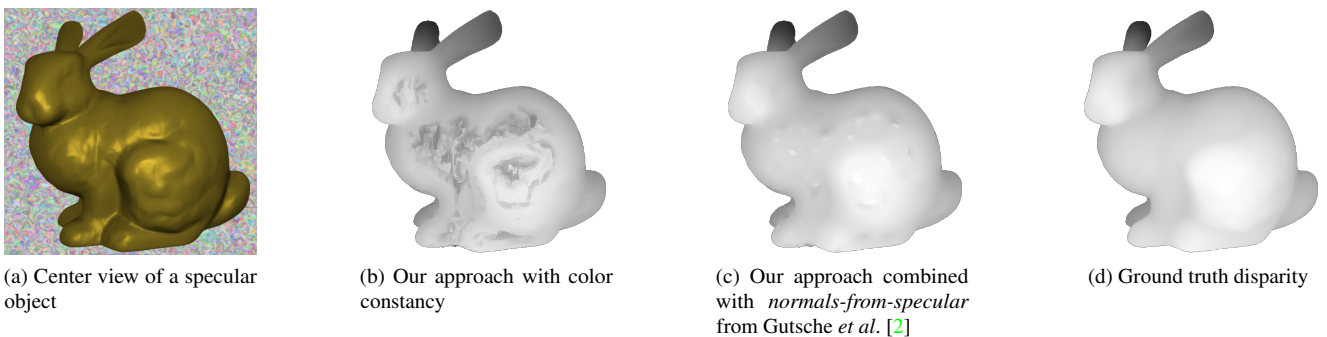 (a) Center view of a specular
object
(b) Our approach with color
constancy
(c) Our approach combined
with normals-from-specular
from Gutsche et al. [2]
(d) Ground truth disparity